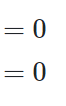 = 0
= 0